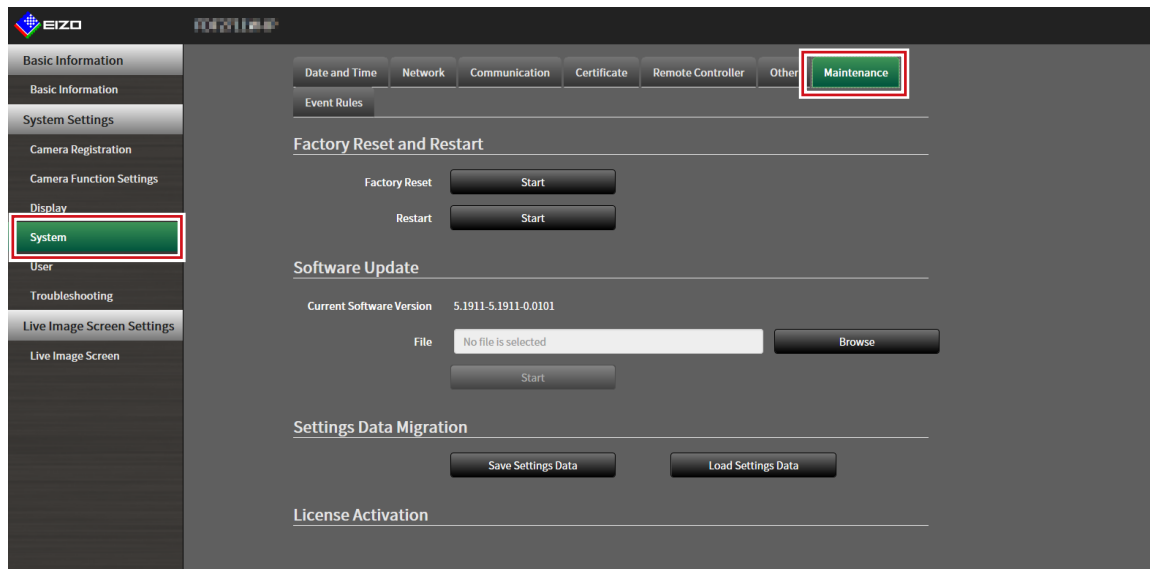 EIZO
Basic Information
Basic Information
System Settings
Camera Registration
Camera Function Settings
Display
System
User
Troubleshooting
Live Image Screen Settings
Live Image Screen
Date and Time Network Communication Certificate Remote Controller Other Maintenance
Event Rules
Factory Reset and Restart
Factory Reset Start
Restart Start
Software Update
Current Software Version 5.1911-5.1911-0.0101
File No file is selected Browse
Start
Settings Data Migration
Save Settings Data Load Settings Data
License Activation